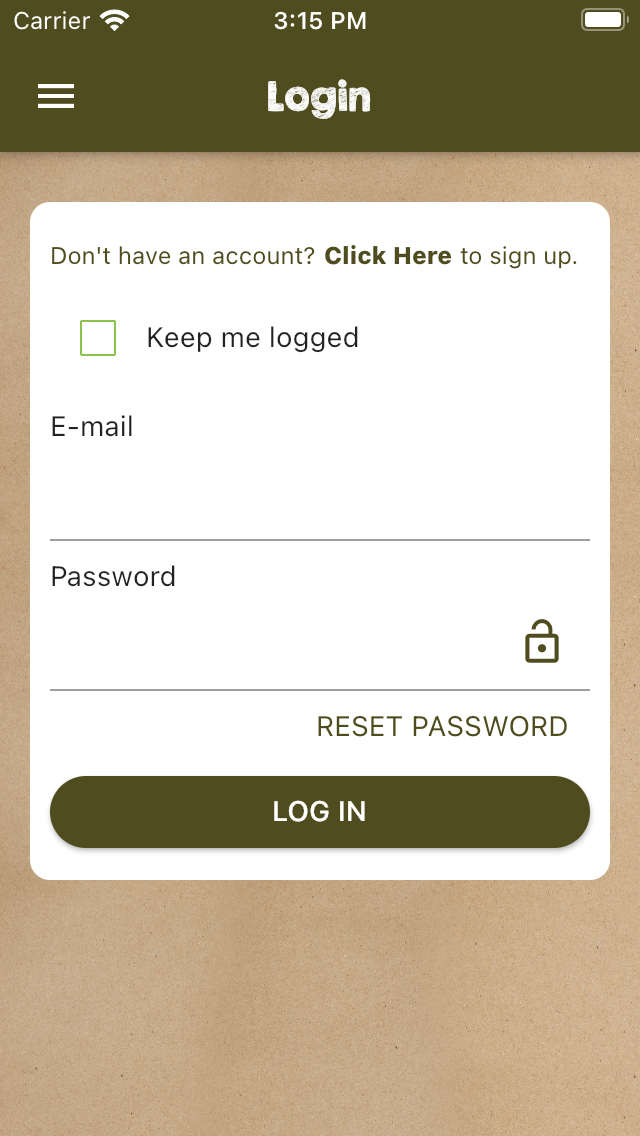 Carrier 3:15 PM
Login
Don't have an account? Click Here to sign up.
Keep me logged
E-mail
Password
RESET PASSWORD
LOG IN